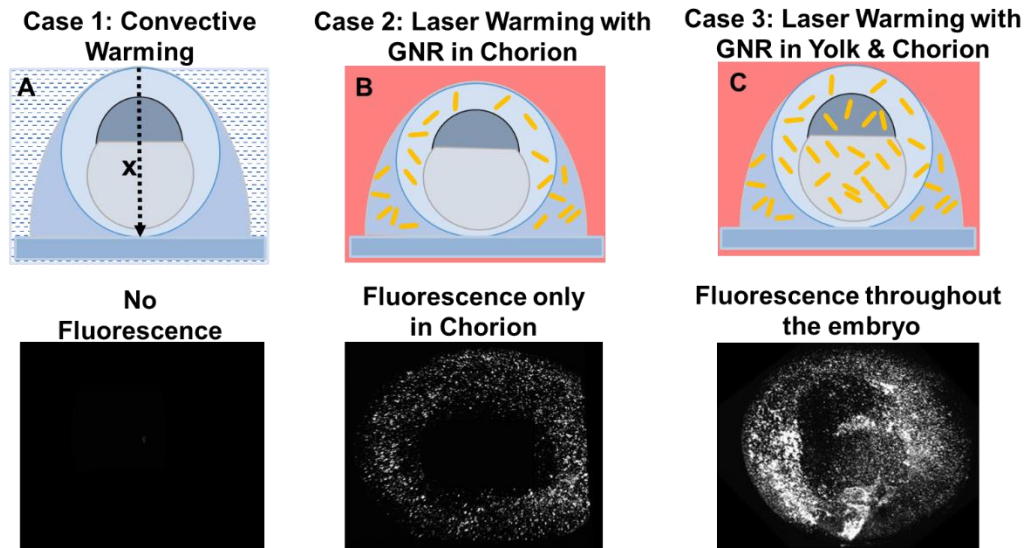 Case 1: Convective
Warming
Case 2: Laser Warming with
GNR in Chorion
Case 3: Laser Warming with
GNR in Yolk & Chorion
A
x
B
C
No
Fluorescence
Fluorescence only
in Chorion
Fluorescence throughout
the embryo